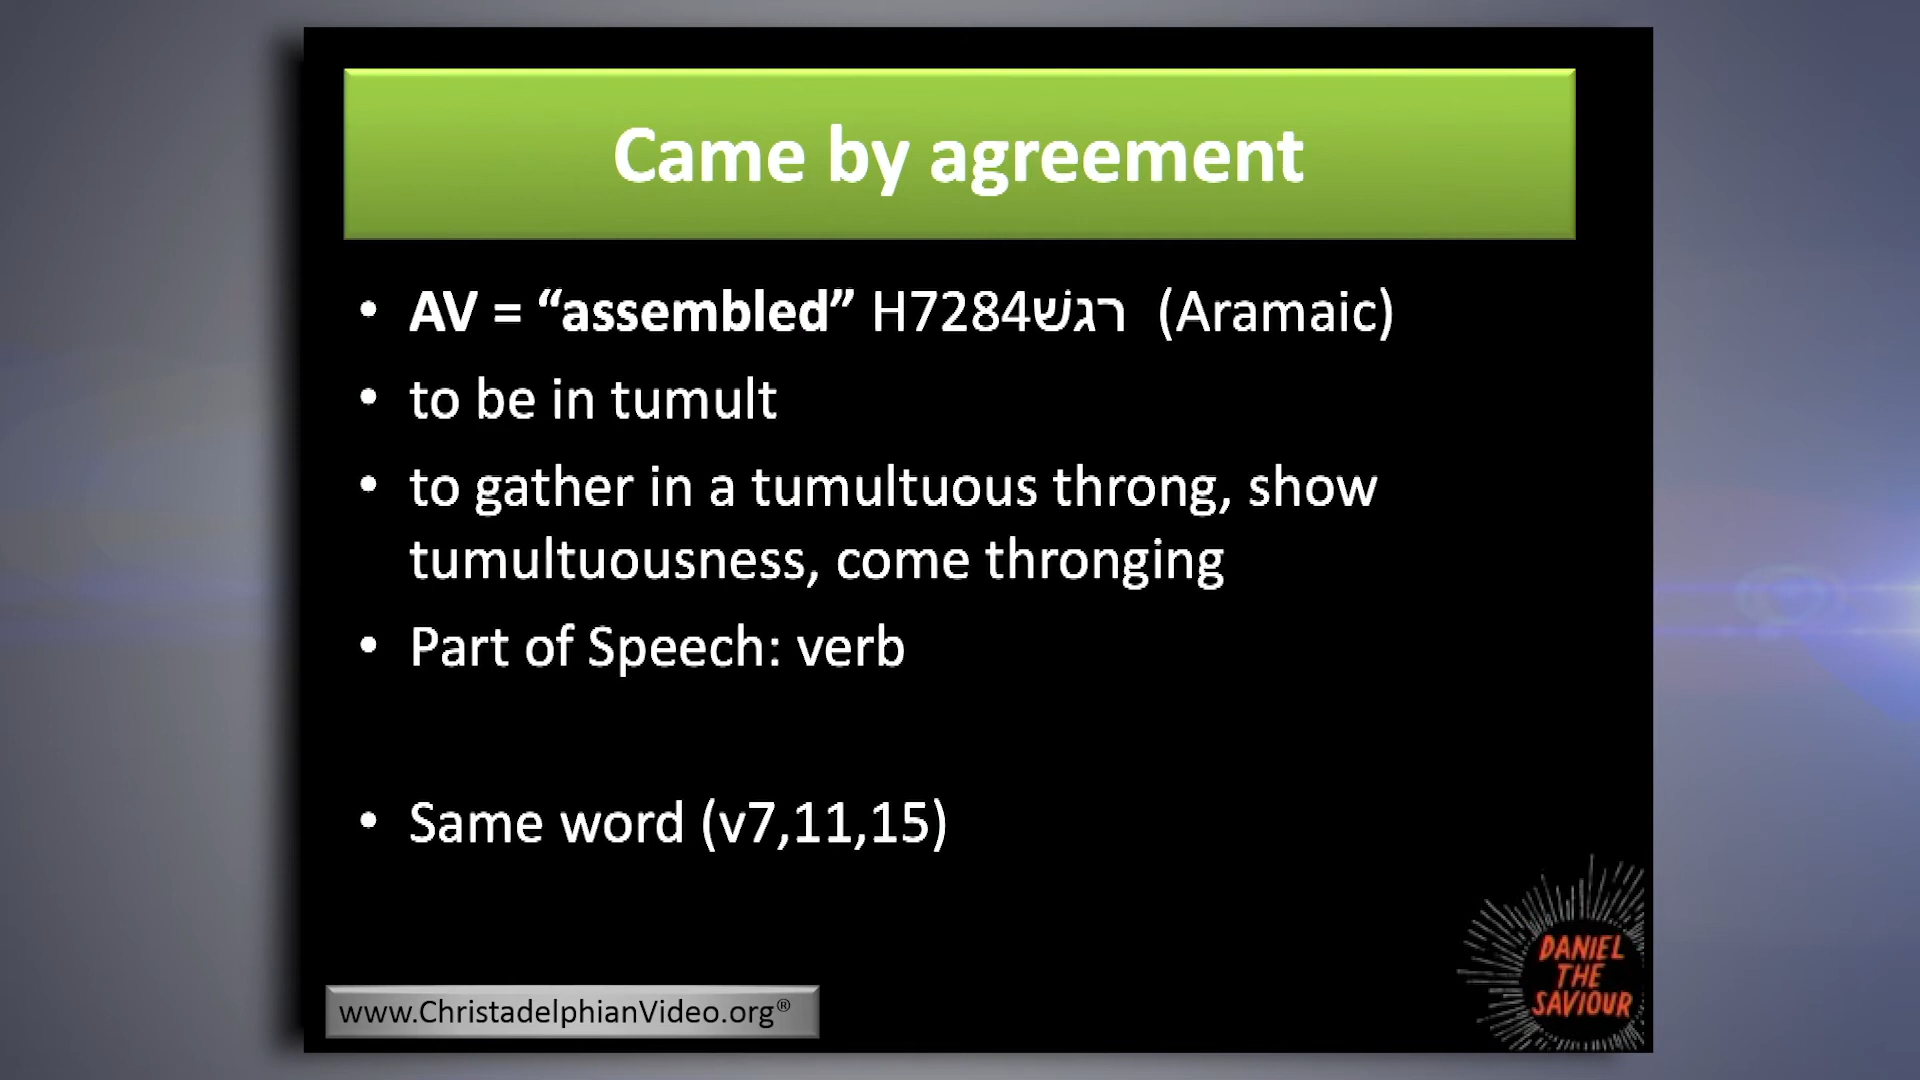 Came by agreement
• AV = “assembled” H7284רגשׁ (Aramaic)
• to be in tumult
• to gather in a tumultuous throng, show
tumultuousness, come thronging
• Part of Speech: verb
• Same word (v7,11,15)
www.ChristadelphianVideo.org®
DANIEL
THE
SAVIOUR